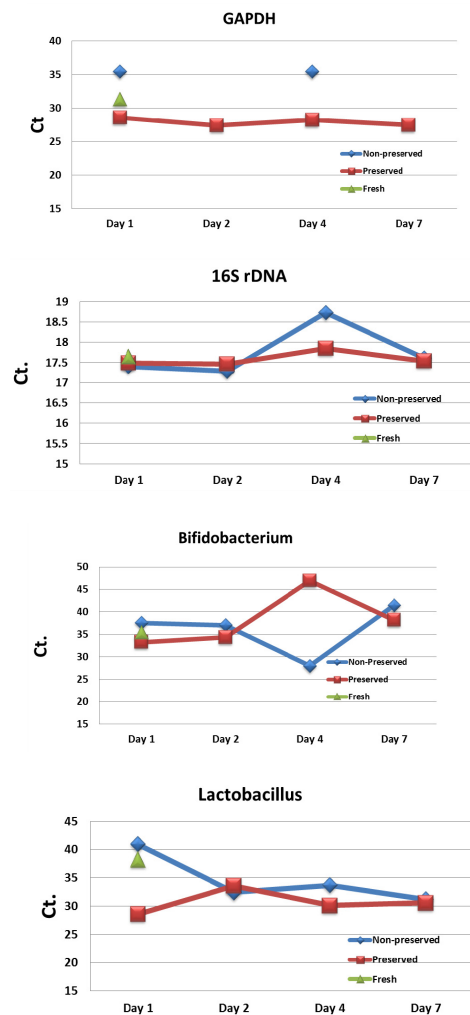 GAPDH
40
35
30
25
20
15
Ct
Non-preserved
Preserved
Fresh
Day 1 Day 2 Day 4 Day 7
16S rDNA
19
18.5
18
17.5
17
16.5
16
15.5
15
Ct.
Non-preserved
Preserved
Fresh
Day 1 Day 2 Day 4 Day 7
Bifidobacterium
50
45
40
35
30
25
20
15
Ct.
Non-Preserved
Preserved
Fresh
Day 1 Day 2 Day 4 Day 7
Lactobacillus
45
40
35
30
25
20
15
Ct.
Non-preserved
Preserved
Fresh
Day 1 Day 2 Day 4 Day 7